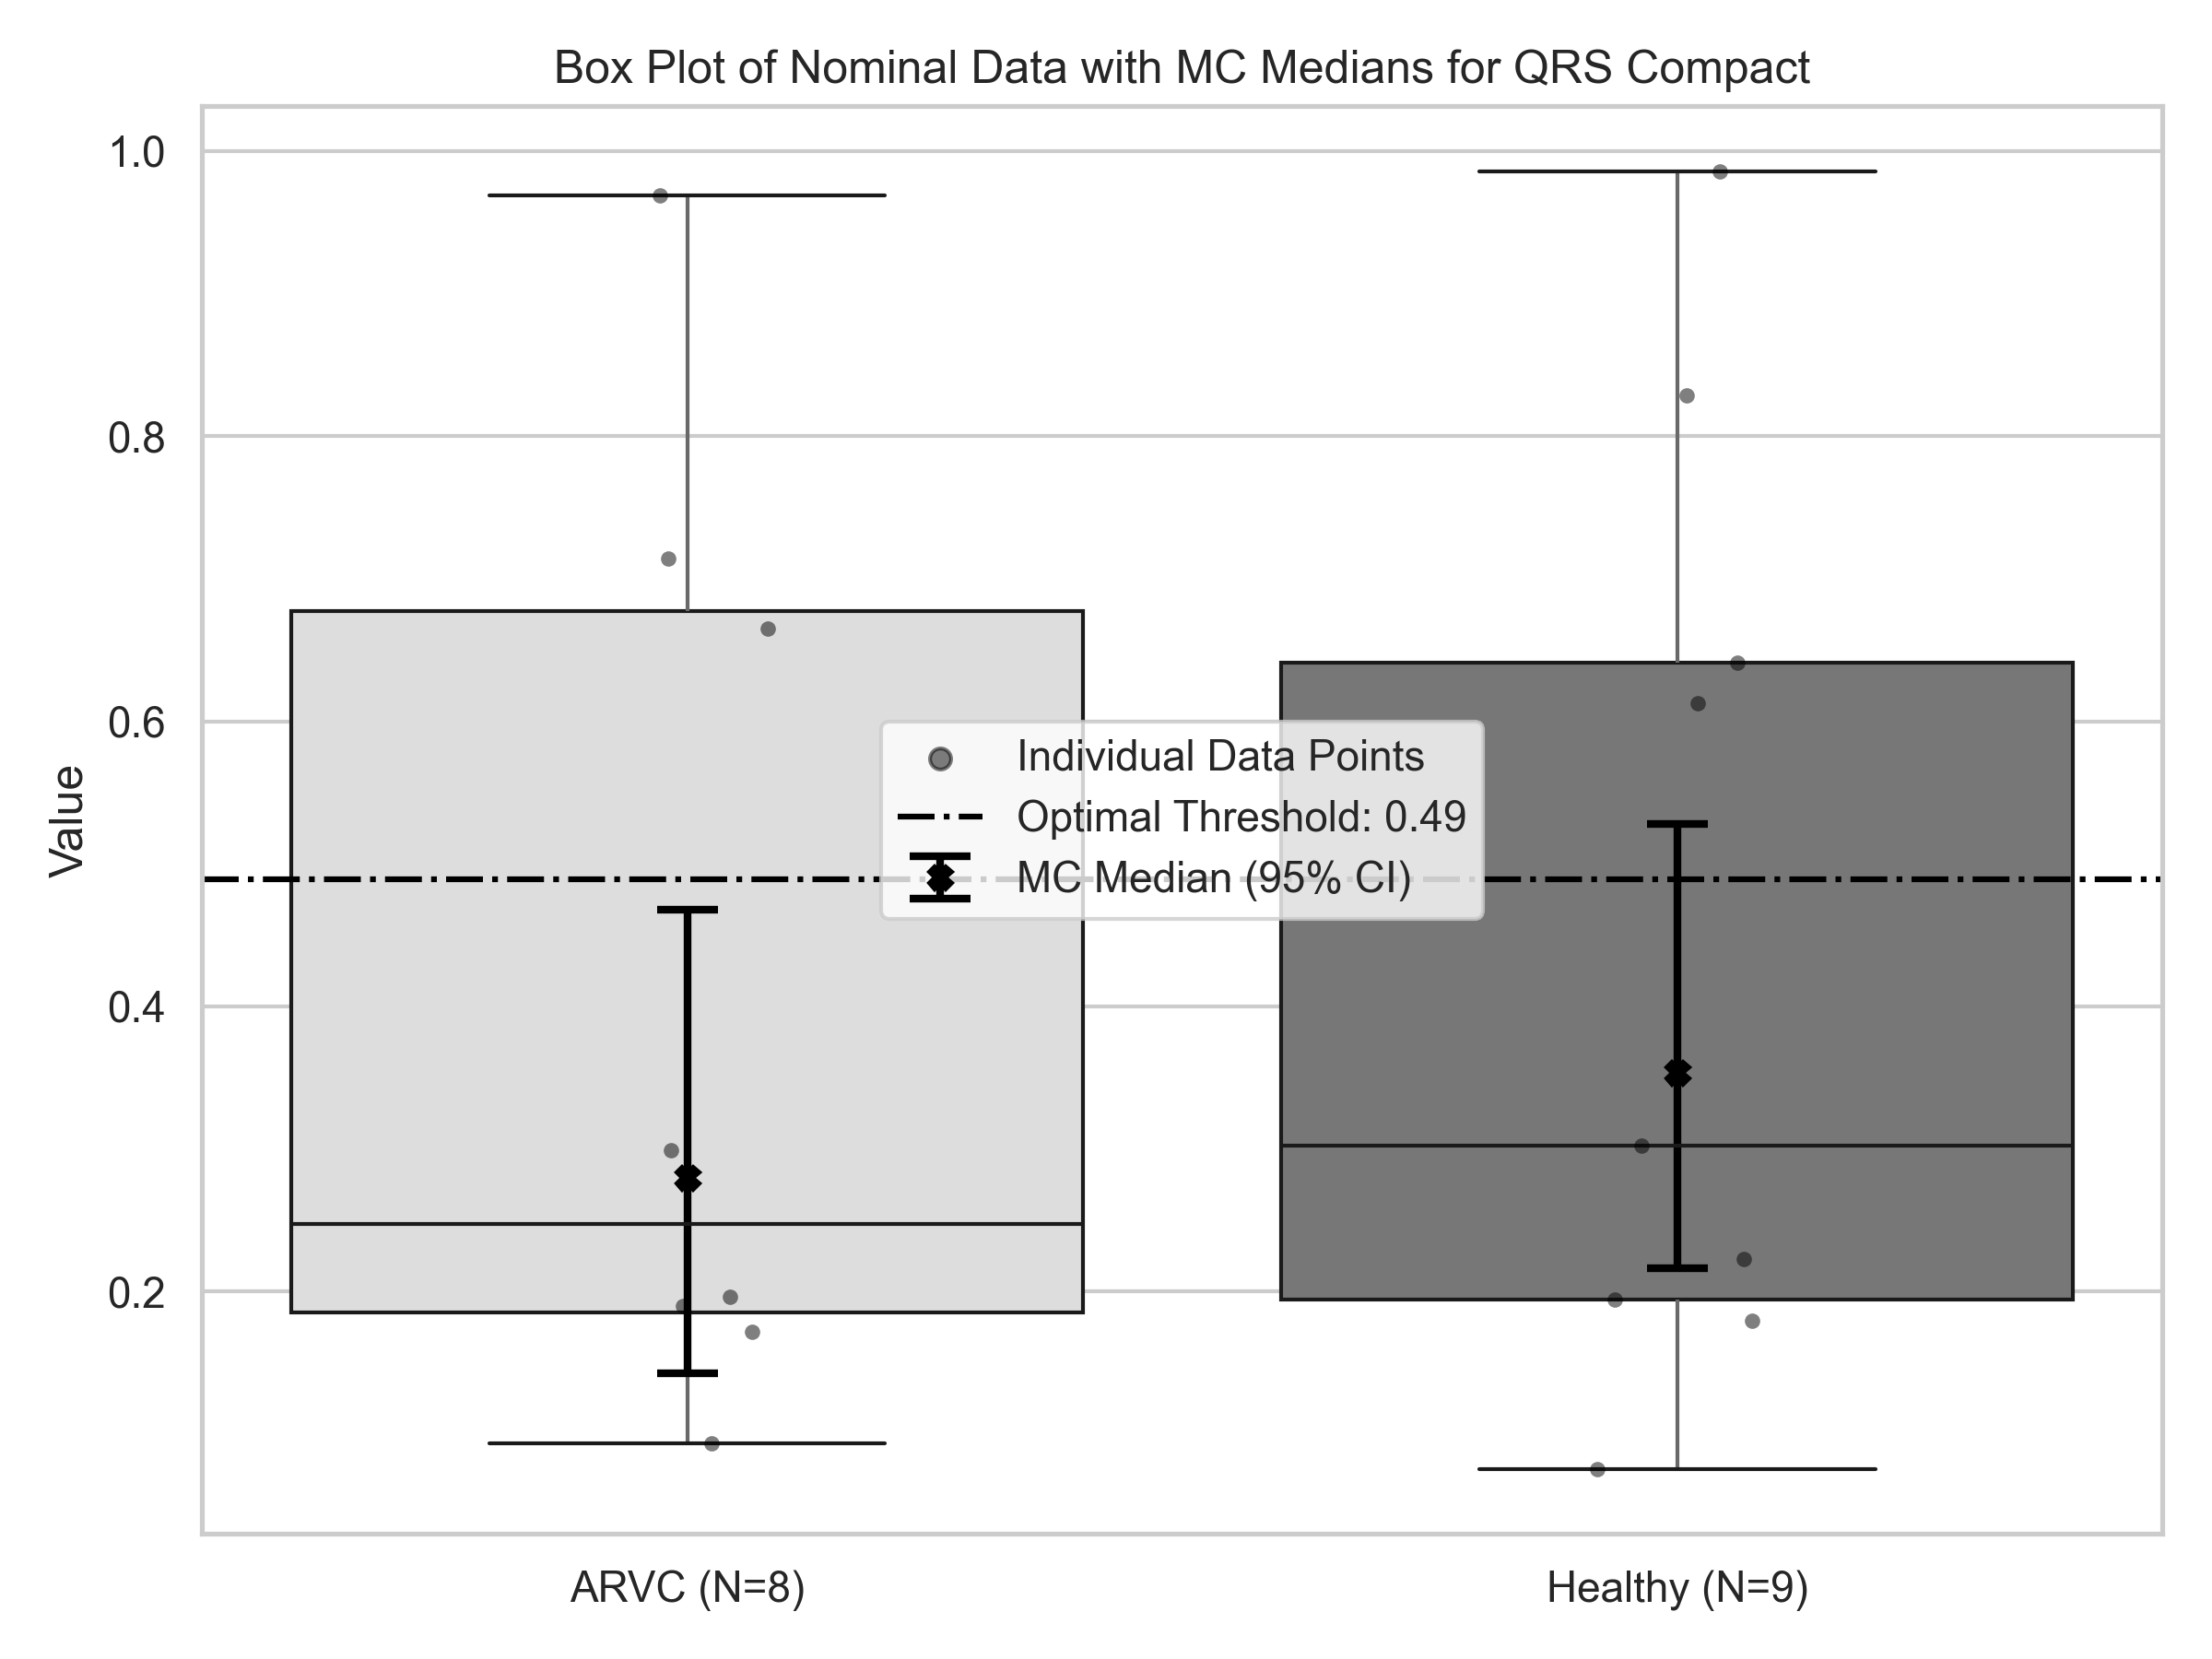 Box Plot of Nominal Data with MC Medians for QRS Compact
1.0
0.8
0.6
0.4
0.2
Value
Individual Data Points
Optimal Threshold: 0.49
MC Median (95% CI)
ARVC (N=8)
Healthy (N=9)